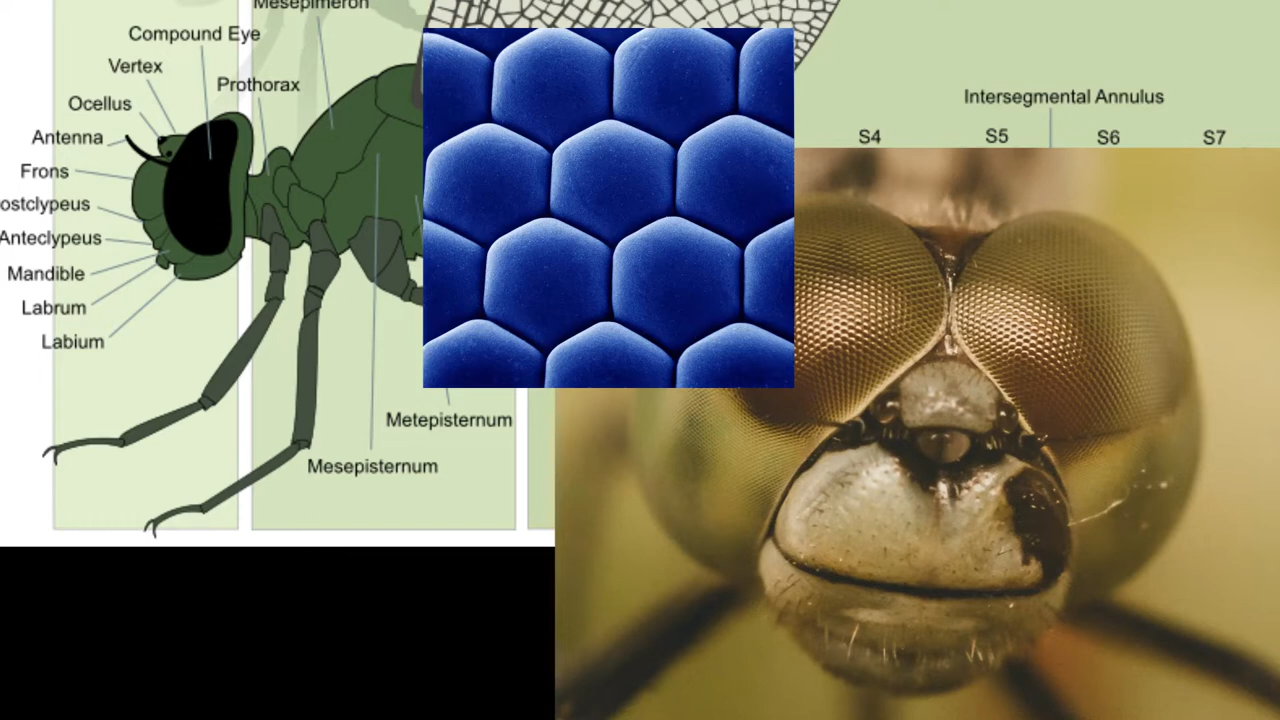 Mesepimeron
Compound Eye
Vertex
Prothorax
Ocellus
Antenna
Frons
ostclypeus
Anteclypeus
Mandible
Labrum
Labium
Metepisternum
Mesepisternum
Intersegmental Annulus
S4 S5 S6 S7